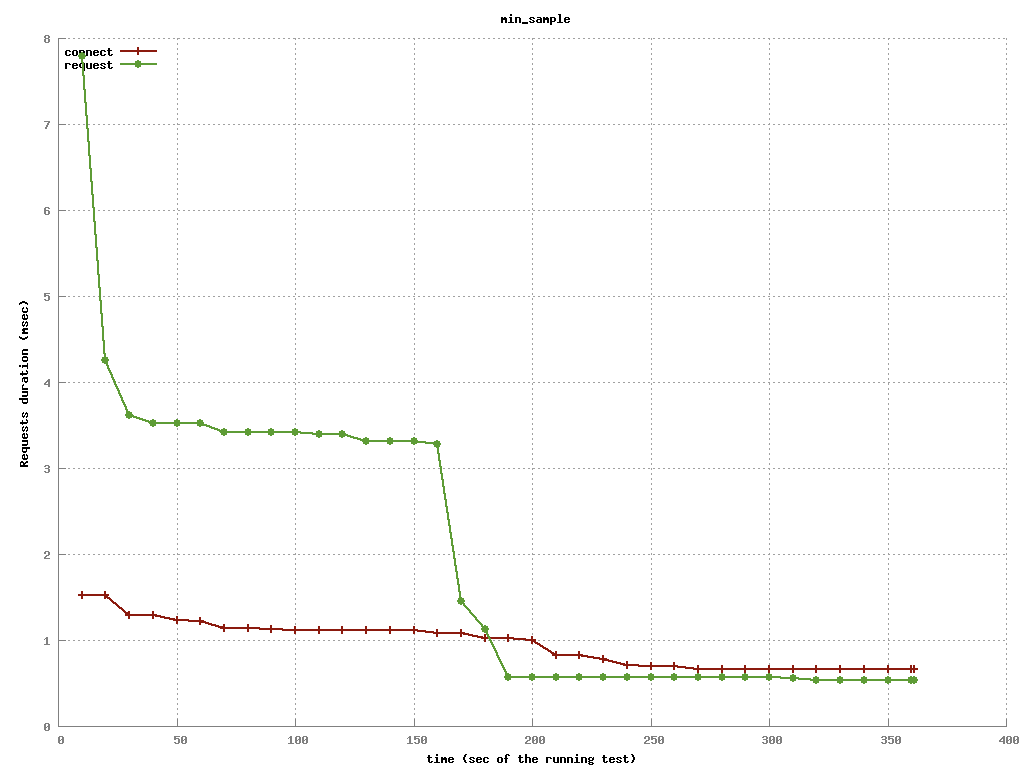 min_sample
connect
request
8
7
6
5
4
3
2
1
0
Requests duration (msec)
0 50 100 150 200 250 300 350 400
time (sec of the running test)